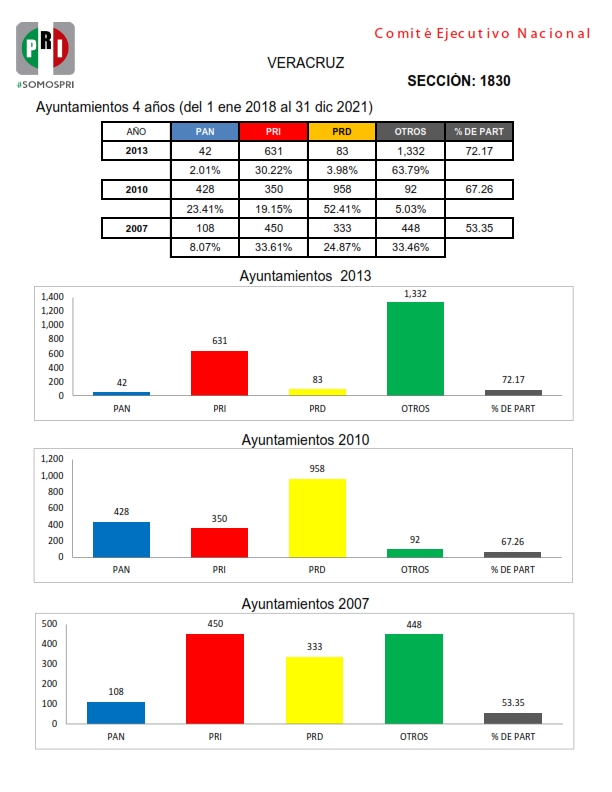 Comité Ejecutivo Nacional
PRI
#SOMOSPRI
VERACRUZ
SECCIÓN: 1830
Ayuntamientos 4 años (del 1 ene 2018 al 31 dic 2021)
AÑO PAN PRI PRD OTROS % DE PART
2013 42 631 83 1,332 72.17
2.01% 30.22% 3.98% 63.79%
2010 428 350 958 92 67.26
23.41% 19.15% 52.41% 5.03%
2007 108 450 333 448 53.35
8.07% 33.61% 24.87% 33.46%
Ayuntamientos 2013
1,400
1,200
1,000
800
600
400
200
0
42 631 83 1,332 72.17
PAN PRI PRD OTROS % DE PART
Ayuntamientos 2010
1,200
1,000
800
600
400
200
0
428 350 958 92 67.26
PAN PRI PRD OTROS % DE PART
Ayuntamientos 2007
500
400
300
200
100
0
108 450 333 448 53.35
PAN PRI PRD OTROS % DE PART